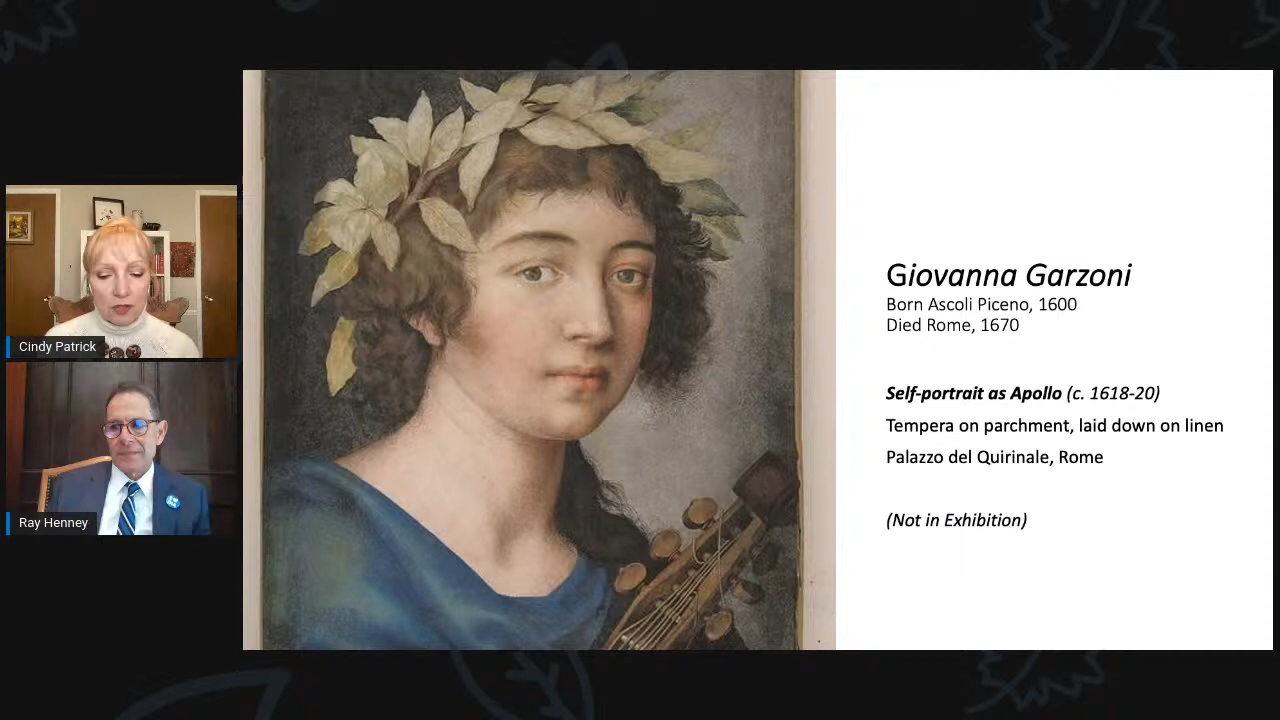 Cindy Patrick
Ray Henney
Giovanna Garzoni
Born Ascoli Piceno, 1600
Died Rome, 1670
Self-portrait as Apollo (c. 1618-20)
Tempera on parchment, laid down on linen
Palazzo del Quirinale, Rome
(Not in Exhibition)